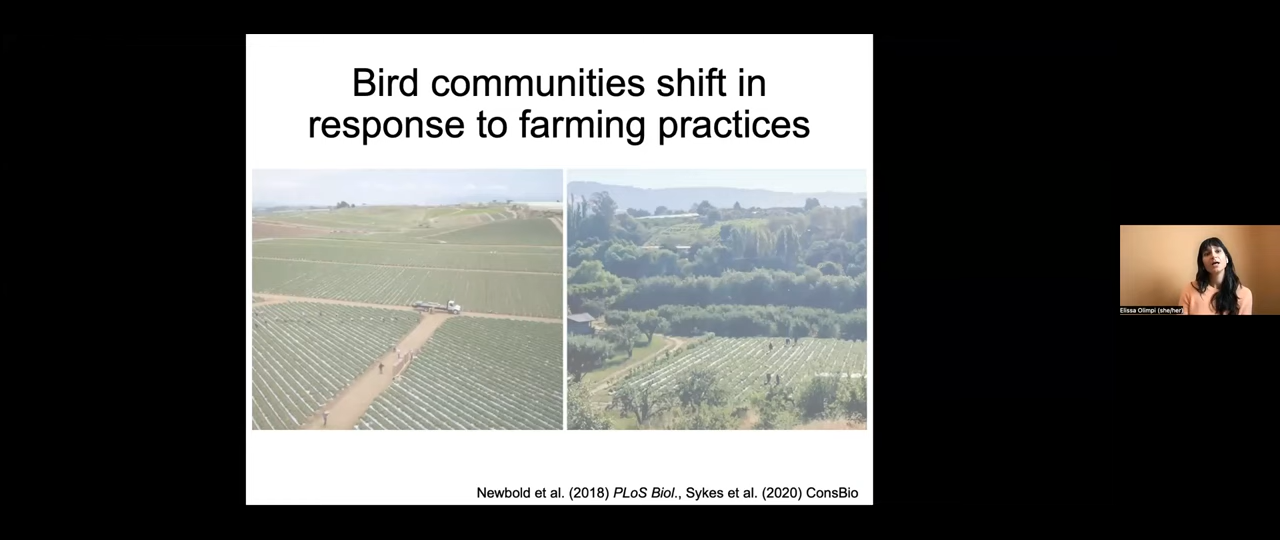 Bird communities shift in
response to farming practices
Newbold et al. (2018) PLoS Biol., Sykes et al. (2020) ConsBio
Elissa Olimpi (she/her)